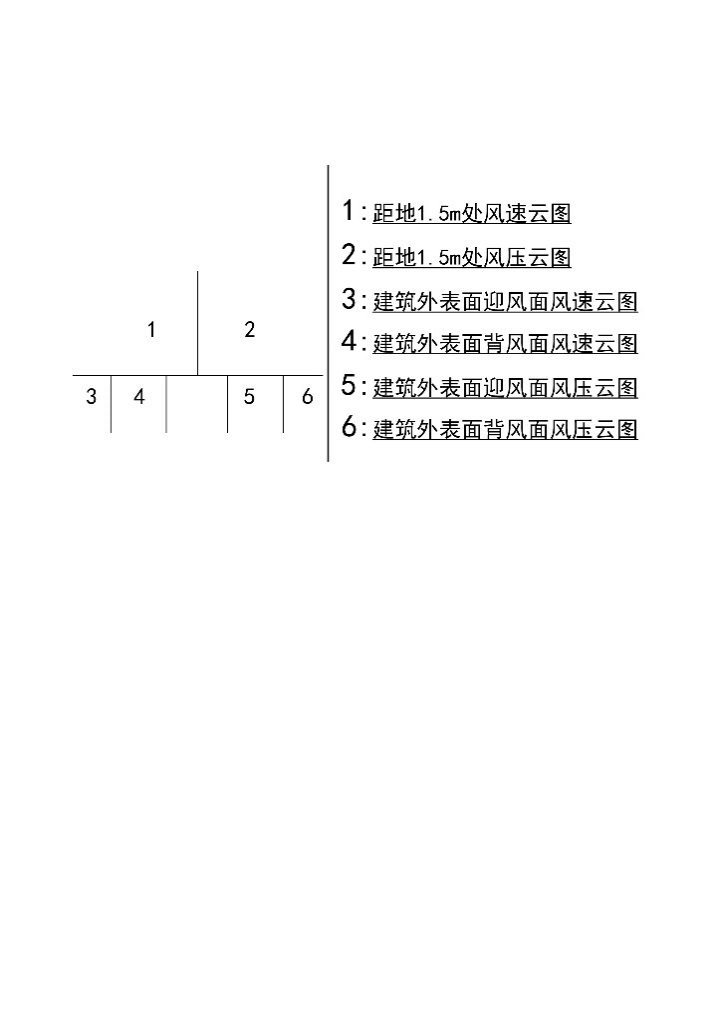 1:距地1.5m处风速云图
2:距地1.5m处风压云图
3:建筑外表面迎风面风速云图
4:建筑外表面背风面风速云图
5:建筑外表面迎风面风压云图
6:建筑外表面背风面风压云图
1 2
3 4 5 6